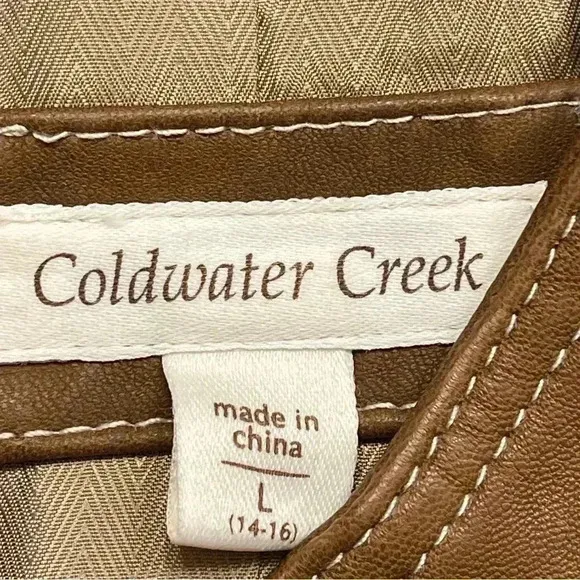 Coldwater Creek
made in
china
L
(14-16)